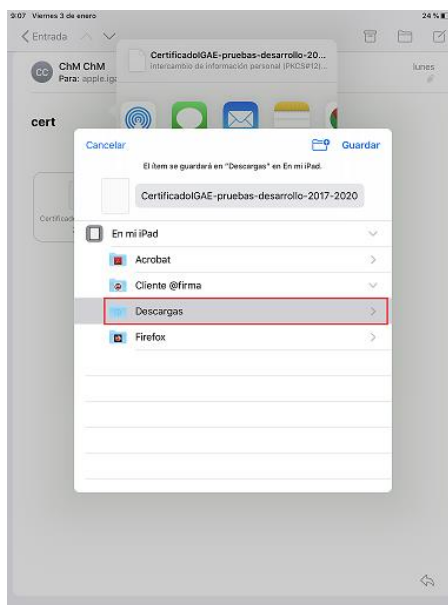 9:07 Viernes 3 de enero
24 %
Entrada
CertificadoIGAE-pruebas-desarrollo-20...
intercambio de información personal (PKCS#12)...
CC
ChM ChM
lunes
Para: apple.iga
cert
Cancelar
Guardar
El ítem se guardará en "Descargas" en En mi iPad.
CertificadoIGAE-pruebas-desarrollo-2017-2020
En mi iPad
Acrobat
Cliente @firma
Descargas
Firefox